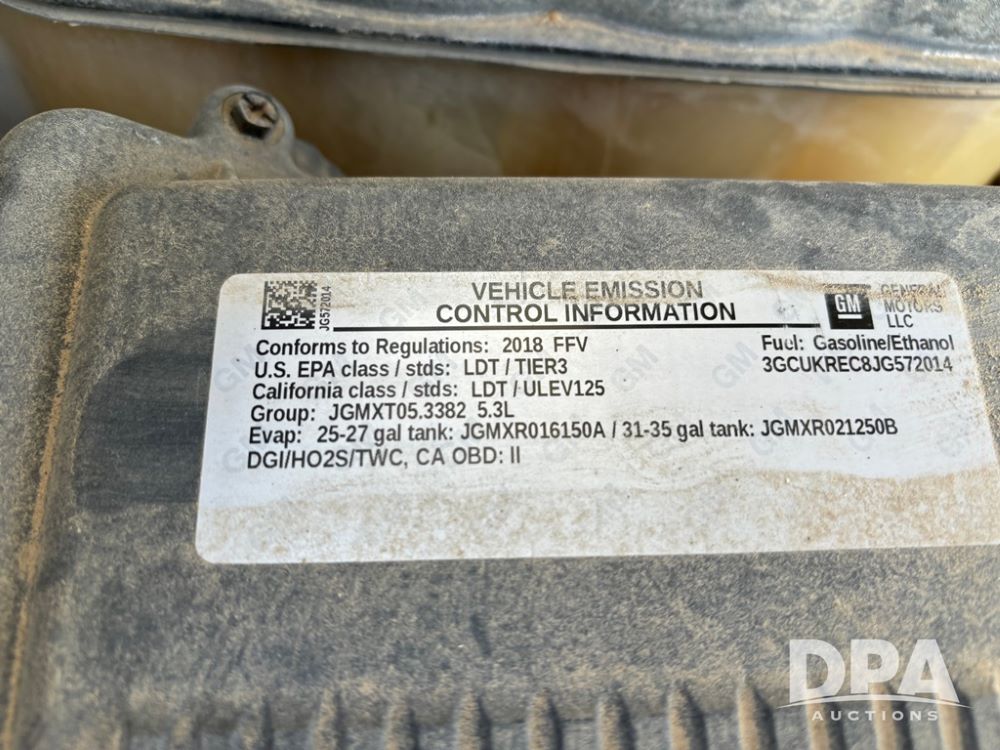 JG572014
VEHICLE EMISSION
CONTROL INFORMATION
GM
GENERAL
MOTORS
LLC
Conforms to Regulations: 2018 FFV
Fuel: Gasoline/Ethanol
U.S. EPA class / stds: LDT / TIER3
3GCUKREC8JG572014
California class / stds: LDT / ULEV125
Group: JGMXT05.3382 5.3L
Evap: 25-27 gal tank: JGMXR016150A / 31-35 gal tank: JGMXR021250B
DGI/HO2S/TWC, CA OBD: II
DPA
AUCTIONS